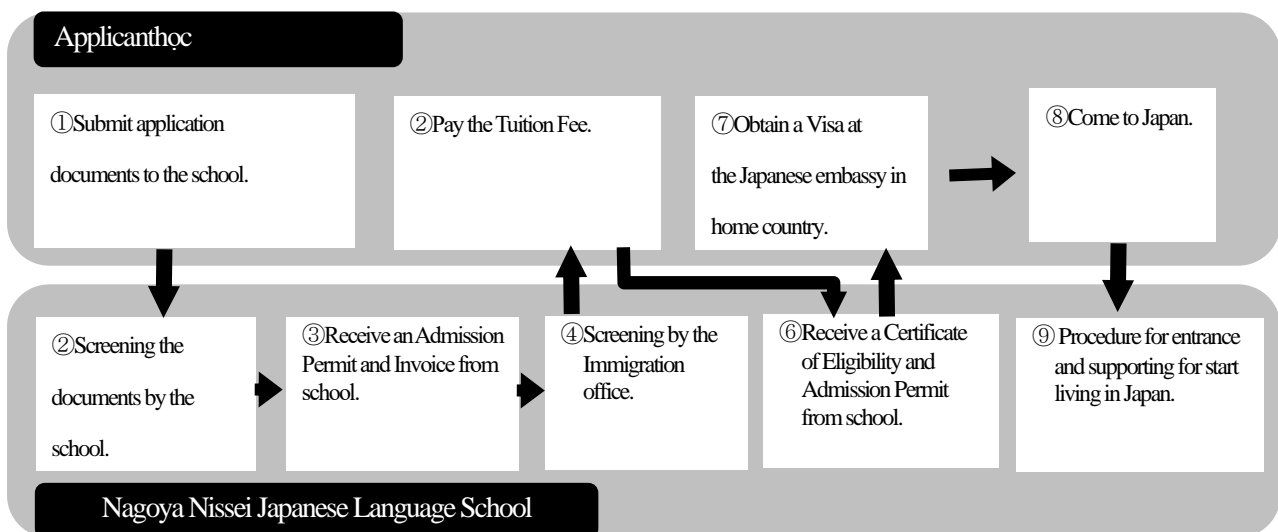 Applicanthọc
①Submit application
documents to the school.
②Pay the Tuition Fee.
⑦Obtain a Visa at
the Japanese embassy in
home country.
⑧Come to Japan.
②Screening the
documents by the
school.
③Receive an Admission
Permit and Invoice from
school.
④Screening by the
Immigration
office.
⑥Receive a Certificate
of Eligibility and
Admission Permit
from school.
⑨ Procedure for entrance
and supporting for start
living in Japan.
Nagoya Nissei Japanese Language School